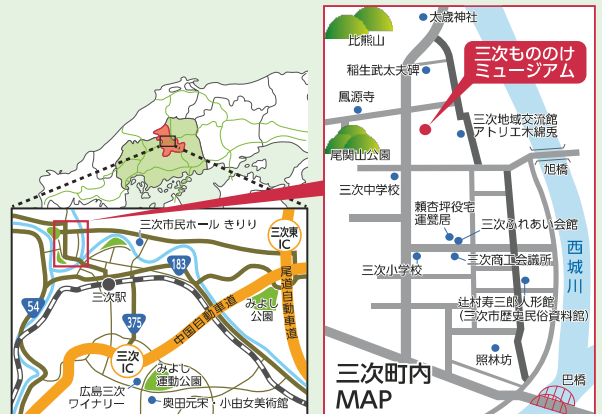 太歳神社
比熊山
三次もののけ
ミュージアム
稲生武太夫碑
鳳源寺
三次地域交流館
アトリエ木綿兎
尾関山公園
旭橋
三次中学校
頼杏坪役宅
運甓居
三次ふれあい会館
三次商工会議所
三次小学校
西城川
辻村寿三郎人形館
(三次市歴史民俗資料館)
照林坊
三次町内
MAP
巴橋
三次市民ホール きりり
三次東
IC
183
尾道自動車道
みよし
公園
三次駅
54
375
中国自動車道
三次
IC
みよし
運動公園
広島三次
ワイナリー
奥田元宋・小由女美術館